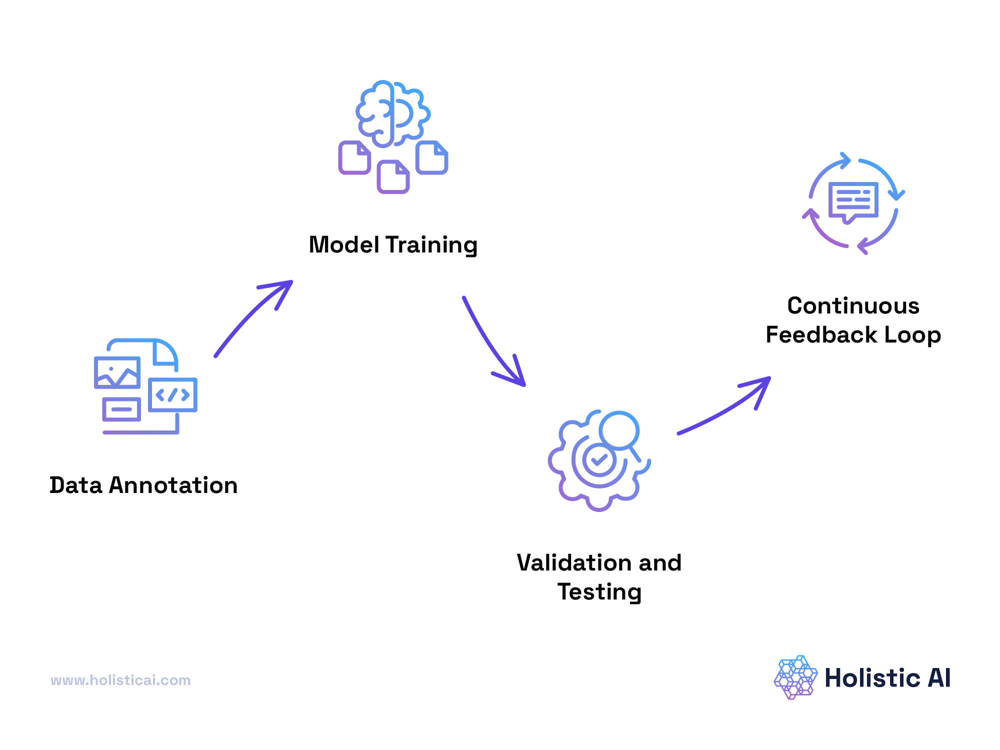 Data Annotation
Model Training
Validation and
Testing
Continuous
Feedback Loop
www.holisticai.com
Holistic AI